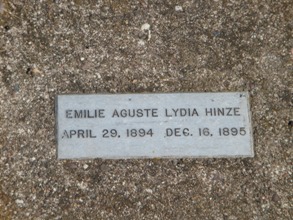 EMILIE AGUSTE LYDIA HINZE
APRIL 29, 1894 DEC. 16, 1895